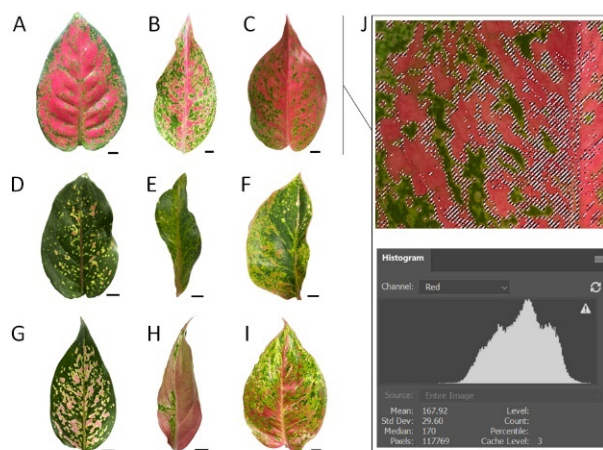 A B C J
D E F
G H I
Histogram
Channel: Red
Source: Entire Image
Mean: 167.92 Level:
Std Dev: 29.60 Count:
Median: 170 Percentile:
Pixels: 117769 Cache Level: 3